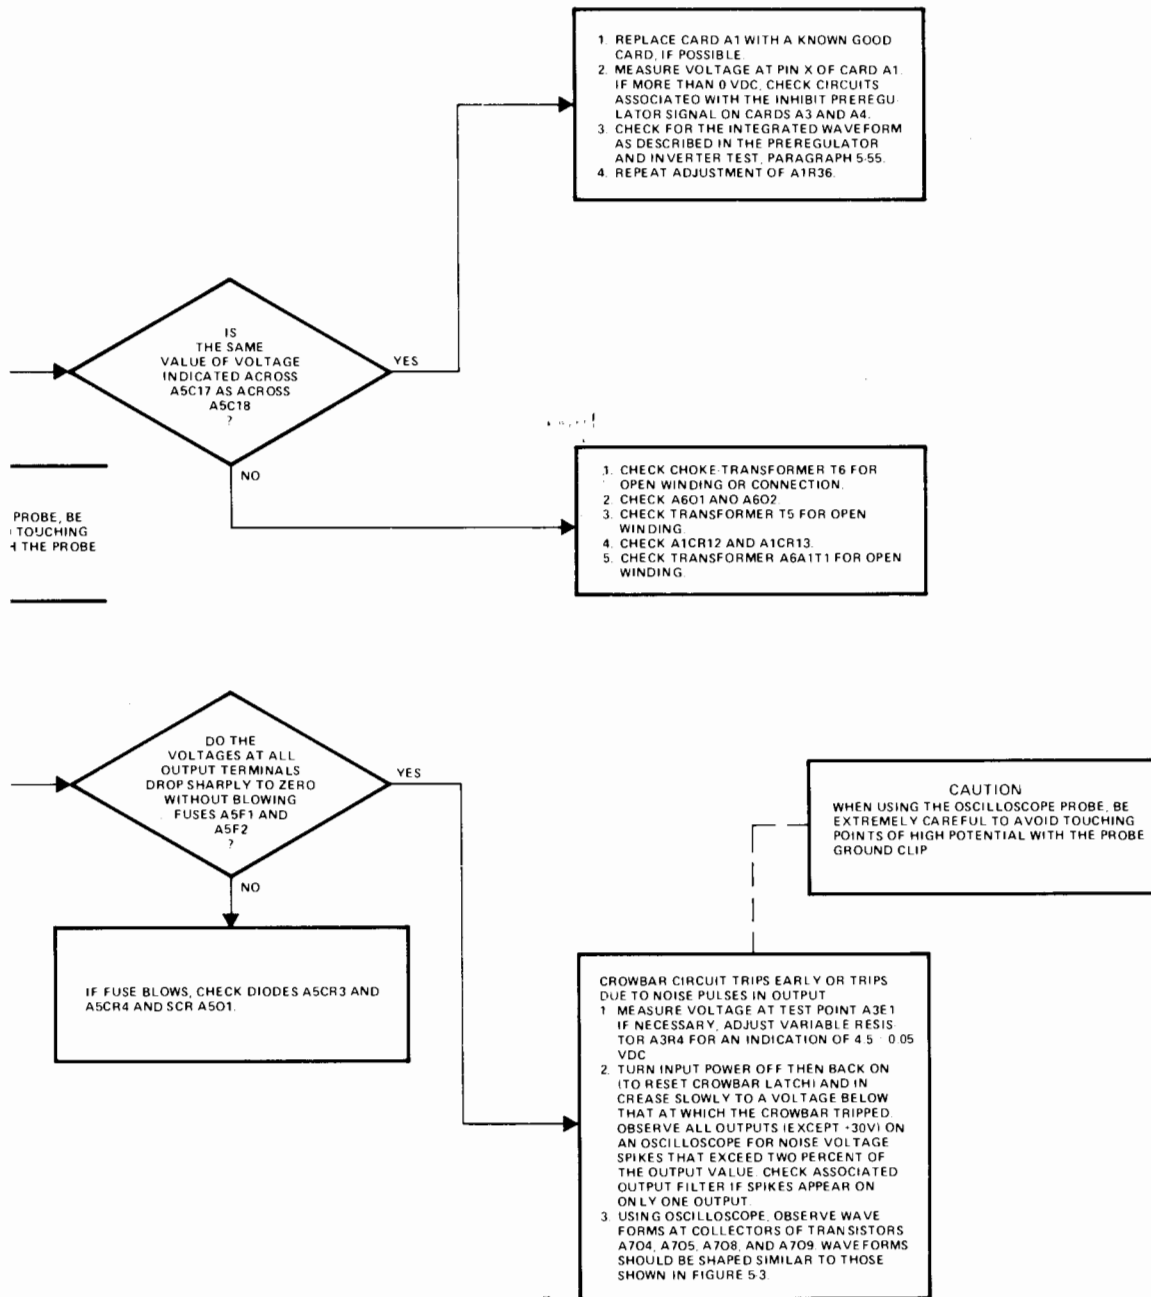 1. REPLACE CARD A1 WITH A KNOWN GOOD
CARD, IF POSSIBLE.
2. MEASURE VOLTAGE AT PIN X OF CARD A1.
IF MORE THAN 0 VDC, CHECK CIRCUITS
ASSOCIATED WITH THE INHIBIT PREREGU-
LATOR SIGNAL ON CARDS A3 AND A4.
3. CHECK FOR THE INTEGRATED WAVEFORM
AS DESCRIBED IN THE PREREGULATOR
AND INVERTER TEST, PARAGRAPH 5-55.
4. REPEAT ADJUSTMENT OF A1R36.
IS
THE SAME
VALUE OF VOLTAGE
INDICATED ACROSS
A5C17 AS ACROSS
A5C18
?
YES
NO
PROBE, BE
TOUCHING
H THE PROBE
1. CHECK CHOKE-TRANSFORMER T6 FOR
OPEN WINDING OR CONNECTION.
2. CHECK A6Q1 AND A6Q2.
3. CHECK TRANSFORMER T5 FOR OPEN
WINDING.
4. CHECK A1CR12 AND A1CR13.
5. CHECK TRANSFORMER A6A1T1 FOR OPEN
WINDING.
DO THE
VOLTAGES AT ALL
OUTPUT TERMINALS
DROP SHARPLY TO ZERO
WITHOUT BLOWING
FUSES A5F1 AND
A5F2
?
YES
NO
IF FUSE BLOWS, CHECK DIODES A5CR3 AND
A5CR4 AND SCR A5Q1.
CAUTION
WHEN USING THE OSCILLOSCOPE PROBE, BE
EXTREMELY CAREFUL TO AVOID TOUCHING
POINTS OF HIGH POTENTIAL WITH THE PROBE
GROUND CLIP
CROWBAR CIRCUIT TRIPS EARLY OR TRIPS
DUE TO NOISE PULSES IN OUTPUT
1 MEASURE VOLTAGE AT TEST POINT A3E1
IF NECESSARY, ADJUST VARIABLE RESIS
TOR A3R4 FOR AN INDICATION OF 4.5 0.05
VDC
2. TURN INPUT POWER OFF THEN BACK ON
(TO RESET CROWBAR LATCH) AND IN
CREASE SLOWLY TO A VOLTAGE BELOW
THAT AT WHICH THE CROWBAR TRIPPED.
OBSERVE ALL OUTPUTS (EXCEPT +30V) ON
AN OSCILLOSCOPE FOR NOISE VOLTAGE
SPIKES THAT EXCEED TWO PERCENT OF
THE OUTPUT VALUE. CHECK ASSOCIATED
OUTPUT FILTER IF SPIKES APPEAR ON
ONLY ONE OUTPUT.
3. USING OSCILLOSCOPE, OBSERVE WAVE
FORMS AT COLLECTORS OF TRANSISTORS
A7Q4, A7Q5, A7Q8, AND A7Q9. WAVEFORMS
SHOULD BE SHAPED SIMILAR TO THOSE
SHOWN IN FIGURE 5-3.